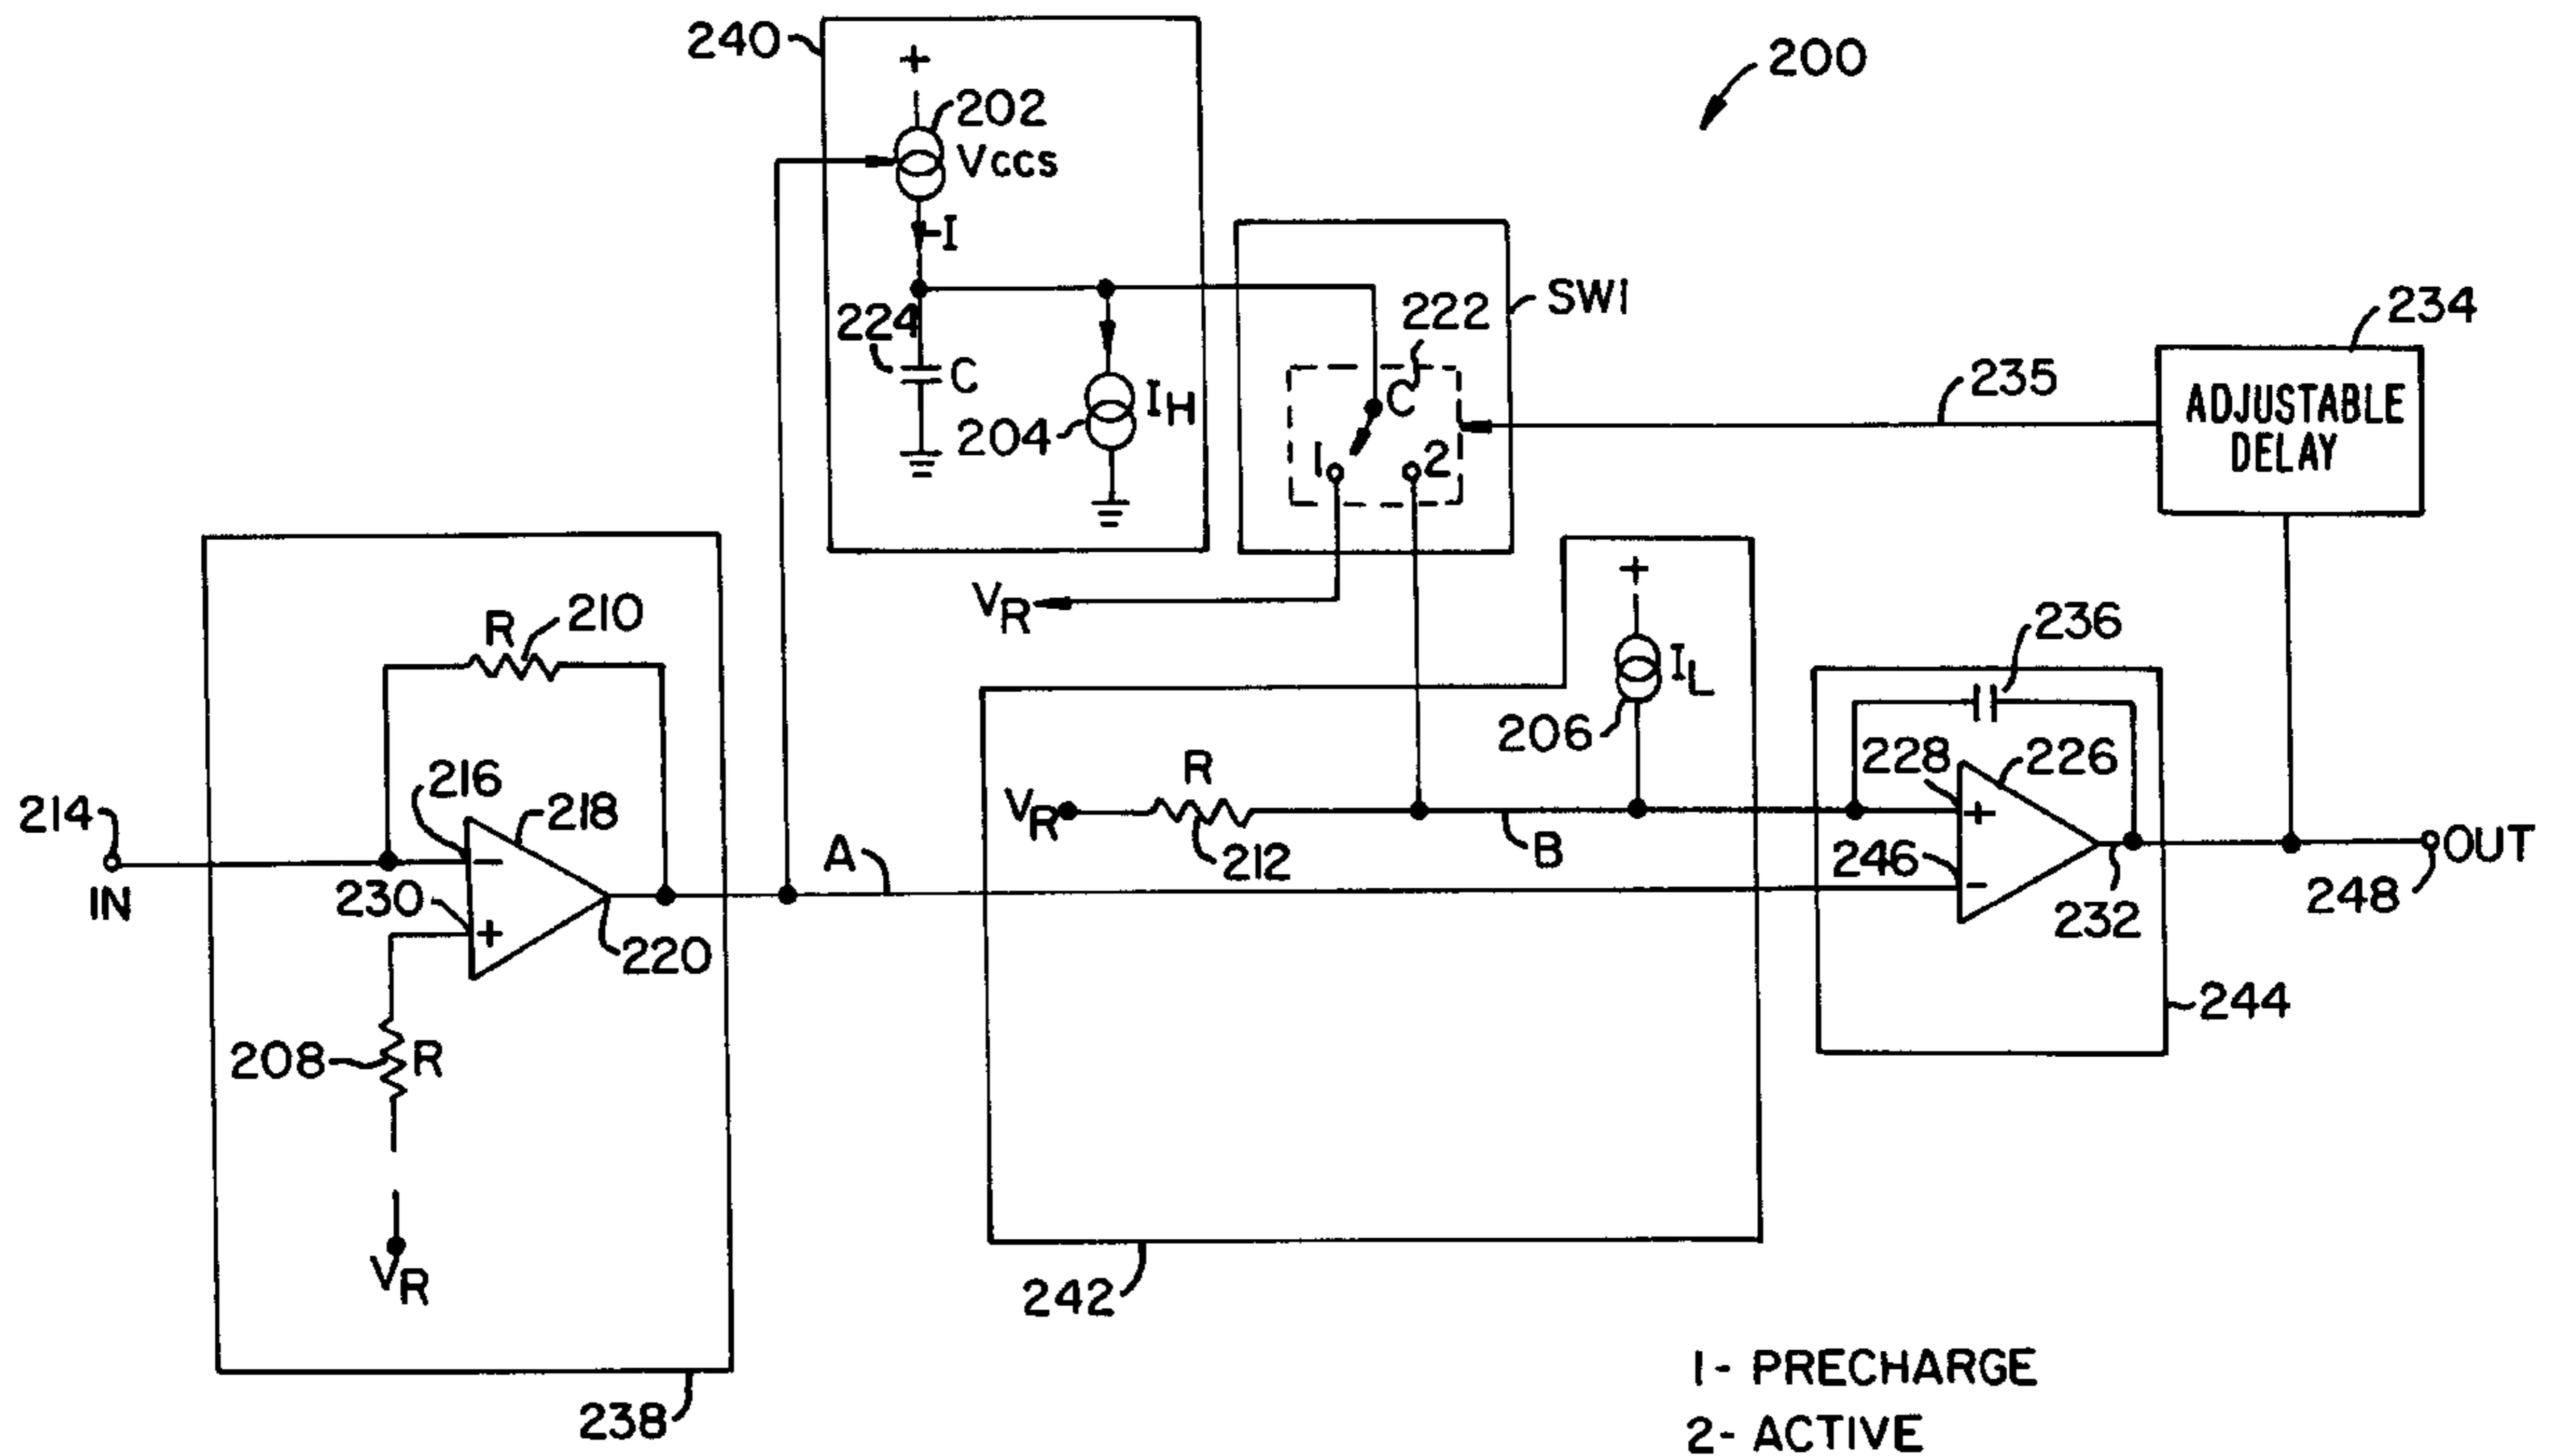 240
+
202
Vccs
200
I
224
C
IH
204
222
SW1
C
1
2
235
234
ADJUSTABLE
DELAY
VR
+
IL
206
236
R
210
216
218
214
IN
230
−
+
220
A
208
R
VR
VR
R
212
B
228
226
+
246
−
232
OUT
248
244
242
238
1- PRECHARGE
2- ACTIVE